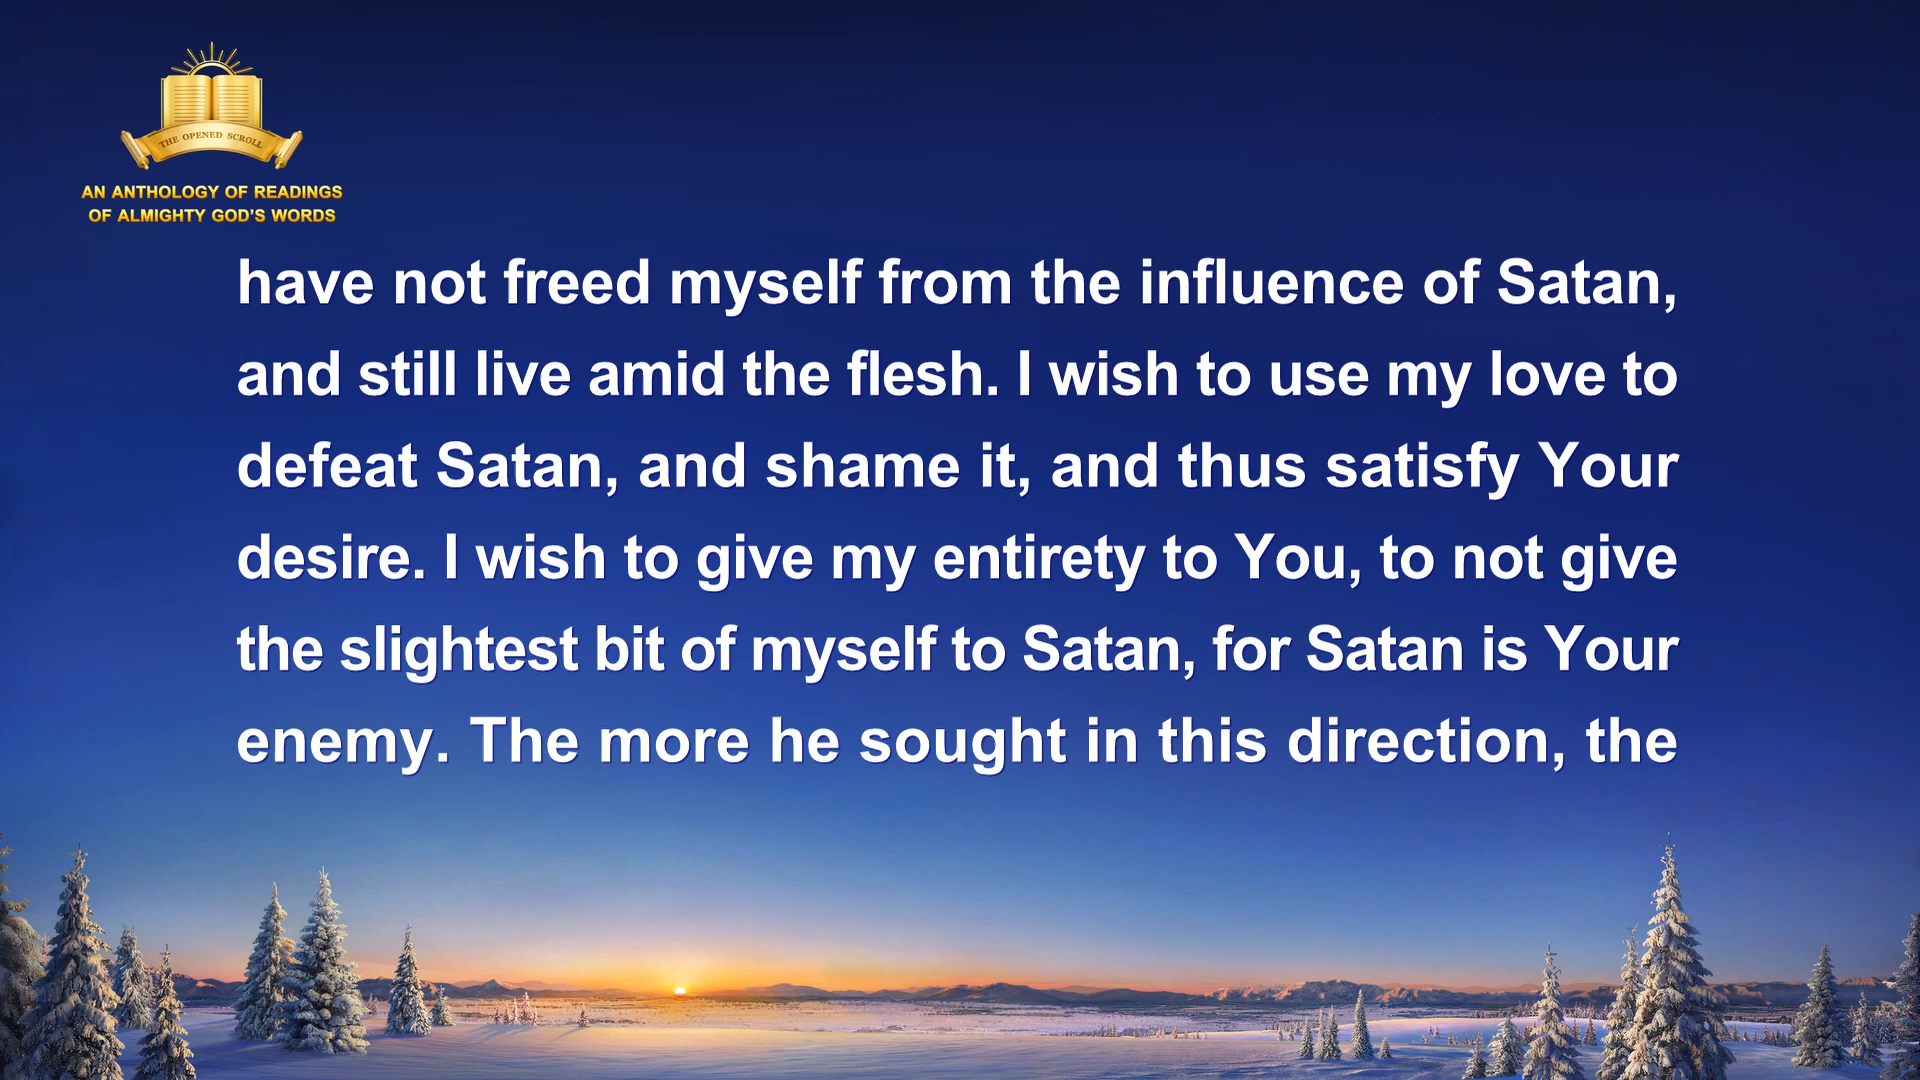 THE OPENED SCROLL
AN ANTHOLOGY OF READINGS
OF ALMIGHTY GOD'S WORDS
have not freed myself from the influence of Satan,
and still live amid the flesh. I wish to use my love to
defeat Satan, and shame it, and thus satisfy Your
desire. I wish to give my entirety to You, to not give
the slightest bit of myself to Satan, for Satan is Your
enemy. The more he sought in this direction, the